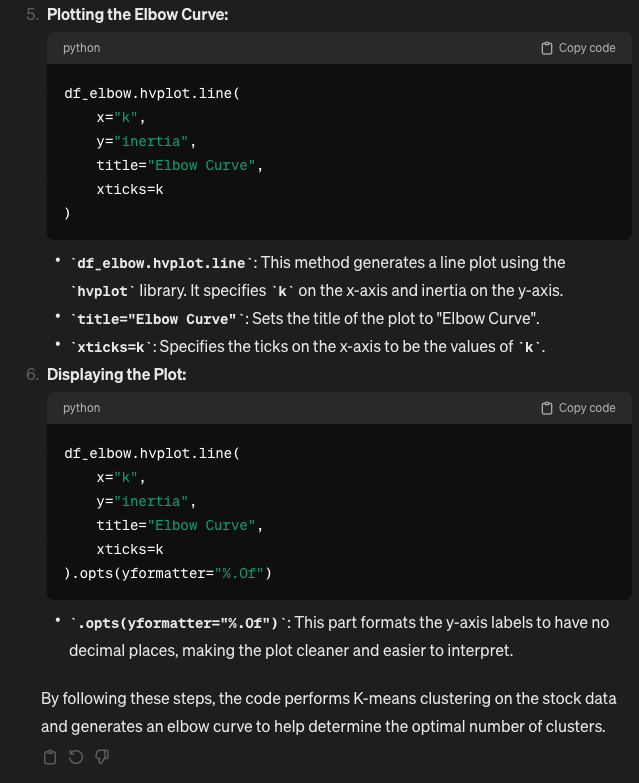 5. Plotting the Elbow Curve:
python Copy code
df_elbow.hvplot.line(
    x="k",
    y="inertia",
    title="Elbow Curve",
    xticks=k
)
• `df_elbow.hvplot.line`: This method generates a line plot using the
`hvplot` library. It specifies `k` on the x-axis and inertia on the y-axis.
• `title="Elbow Curve"`: Sets the title of the plot to "Elbow Curve".
• `xticks=k`: Specifies the ticks on the x-axis to be the values of `k`.
6. Displaying the Plot:
python Copy code
df_elbow.hvplot.line(
    x="k",
    y="inertia",
    title="Elbow Curve",
    xticks=k
).opts(yformatter="%.0f")
• `.opts(yformatter="%.0f")`: This part formats the y-axis labels to have no
decimal places, making the plot cleaner and easier to interpret.
By following these steps, the code performs K-means clustering on the stock data
and generates an elbow curve to help determine the optimal number of clusters.